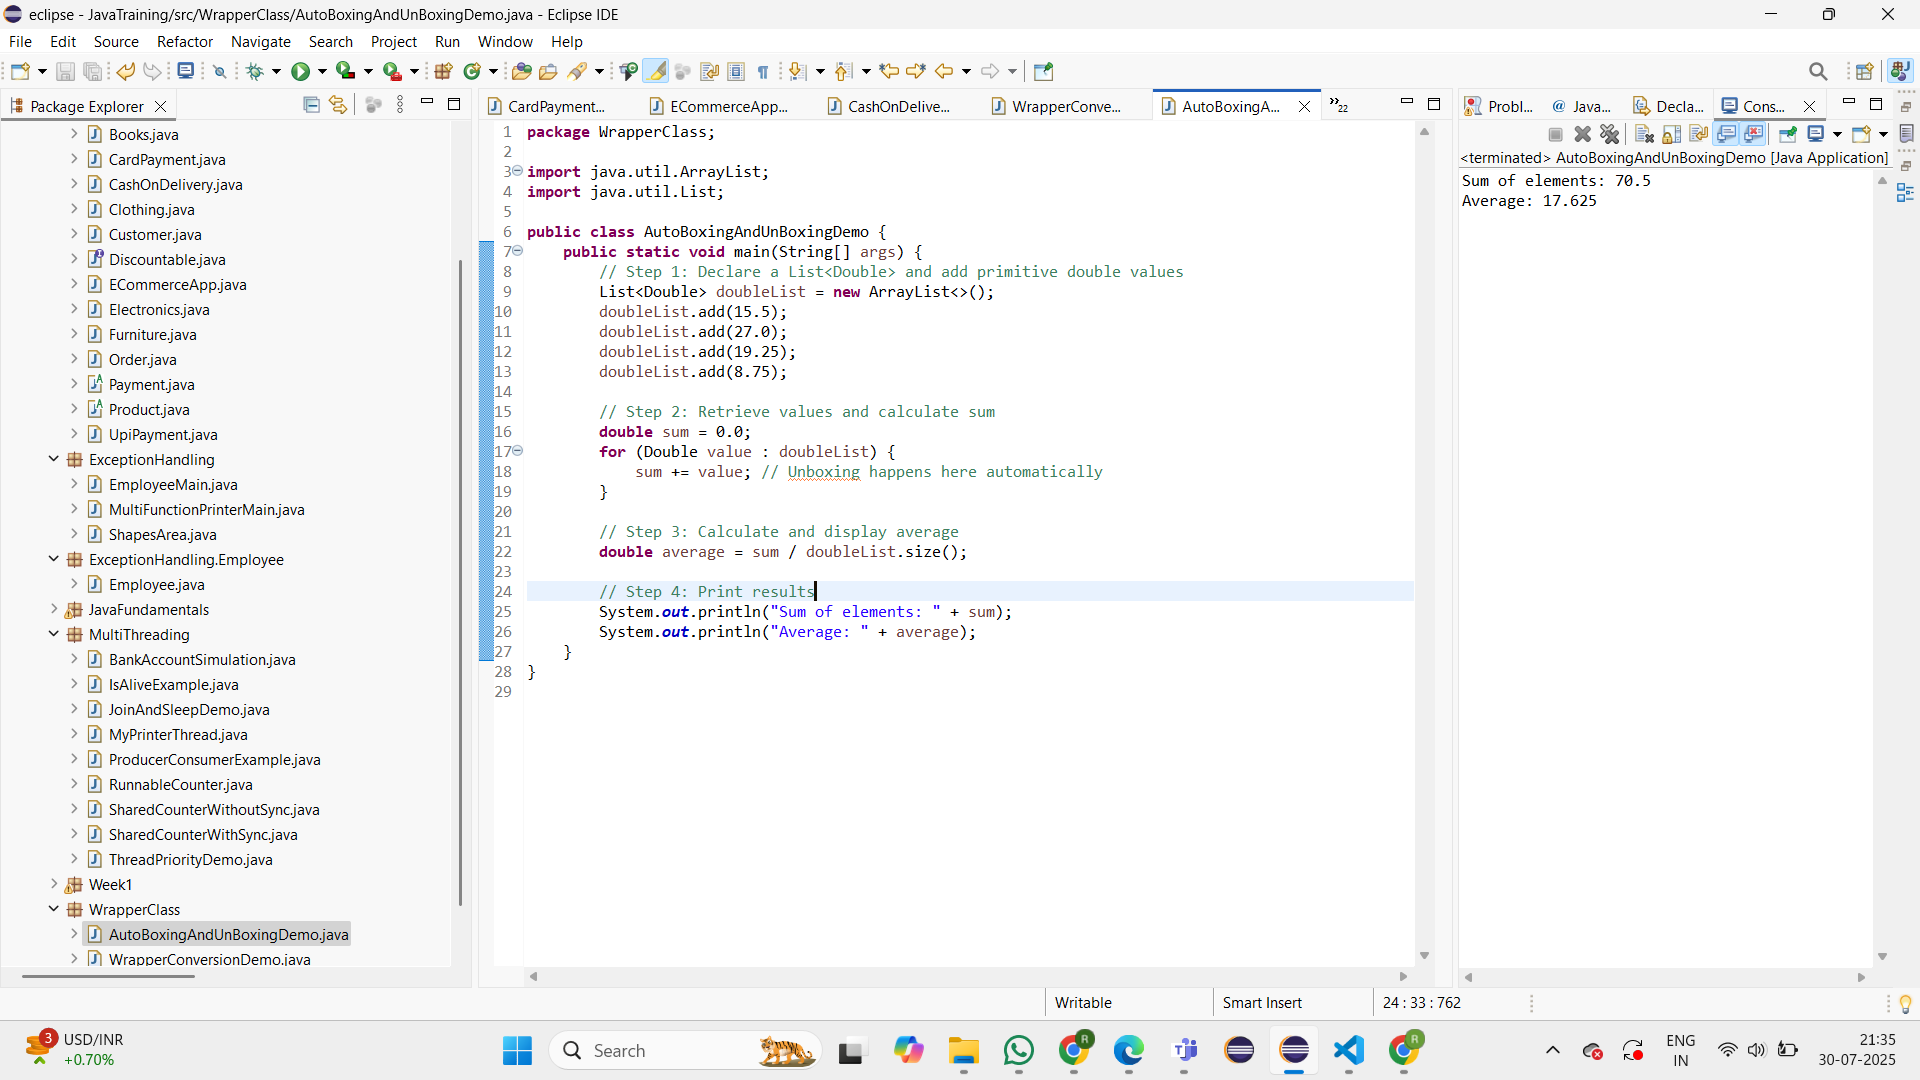 eclipse - JavaTraining/src/WrapperClass/AutoBoxingAndUnBoxingDemo.java - Eclipse IDE
File Edit Source Refactor Navigate Search Project Run Window Help
Package Explorer
Books.java
CardPayment.java
CashOnDelivery.java
Clothing.java
Customer.java
Discountable.java
ECommerceApp.java
Electronics.java
Furniture.java
Order.java
Payment.java
Product.java
UpiPayment.java
ExceptionHandling
EmployeeMain.java
MultiFunctionPrinterMain.java
ShapesArea.java
ExceptionHandling.Employee
Employee.java
JavaFundamentals
MultiThreading
BankAccountSimulation.java
IsAliveExample.java
JoinAndSleepDemo.java
MyPrinterThread.java
ProducerConsumerExample.java
RunnableCounter.java
SharedCounterWithoutSync.java
SharedCounterWithSync.java
ThreadPriorityDemo.java
Week1
WrapperClass
AutoBoxingAndUnBoxingDemo.java
WrapperConversionDemo.java
CardPayment... ECommerceApp... CashOnDelive... WrapperConve... AutoBoxingA... »22
1 package WrapperClass;
2
3 import java.util.ArrayList;
4 import java.util.List;
5
6 public class AutoBoxingAndUnBoxingDemo {
7     public static void main(String[] args) {
8         // Step 1: Declare a List<Double> and add primitive double values
9         List<Double> doubleList = new ArrayList<>();
10         doubleList.add(15.5);
11         doubleList.add(27.0);
12         doubleList.add(19.25);
13         doubleList.add(8.75);
14
15         // Step 2: Retrieve values and calculate sum
16         double sum = 0.0;
17         for (Double value : doubleList) {
18             sum += value; // Unboxing happens here automatically
19         }
20
21         // Step 3: Calculate and display average
22         double average = sum / doubleList.size();
23
24         // Step 4: Print results
25         System.out.println("Sum of elements: " + sum);
26         System.out.println("Average: " + average);
27     }
28 }
29
Probl... @ Java... Decla... Cons...
<terminated> AutoBoxingAndUnBoxingDemo [Java Application]
Sum of elements: 70.5
Average: 17.625
Writable Smart Insert 24 : 33 : 762
3
USD/INR
+0.70%
Search
R
R
ENG
IN
21:35
30-07-2025